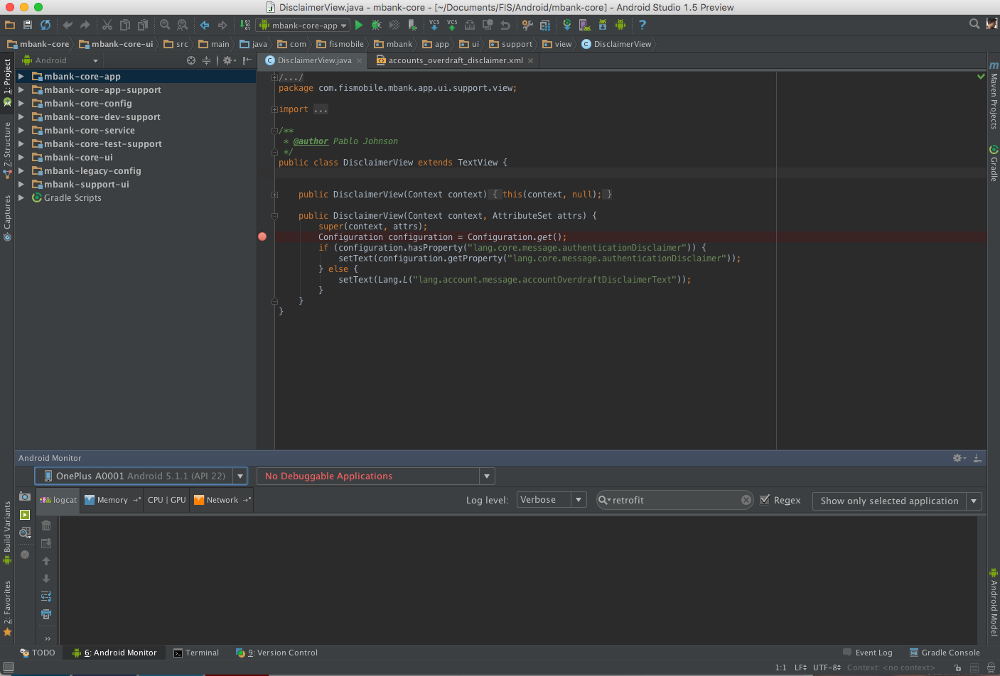 DisclaimerView.java - mbank-core - [~/Documents/FIS/Android/mbank-core] - Android Studio 1.5 Preview
mbank-core-app
VCS VCS
mbank-core mbank-core-ui src main java com fismobile mbank app ui support view DisclaimerView
Android
DisclaimerView.java accounts_overdraft_disclaimer.xml
1: Project
Z: Structure
Captures
Build Variants
2: Favorites
mbank-core-app
mbank-core-app-support
mbank-core-config
mbank-core-dev-support
mbank-core-service
mbank-core-test-support
mbank-core-ui
mbank-legacy-config
mbank-support-ui
Gradle Scripts
/.../
package com.fismobile.mbank.app.ui.support.view;
import ...
/**
* @author Pablo Johnson
*/
public class DisclaimerView extends TextView {
public DisclaimerView(Context context) { this(context, null); }
public DisclaimerView(Context context, AttributeSet attrs) {
super(context, attrs);
Configuration configuration = Configuration.get();
if (configuration.hasProperty("lang.core.message.authenticationDisclaimer")) {
setText(configuration.getProperty("lang.core.message.authenticationDisclaimer"));
} else {
setText(Lang.L("lang.account.message.accountOverdraftDisclaimerText"));
}
}
}
Maven Projects
Gradle
Android Model
Android Monitor
OnePlus A0001 Android 5.1.1 (API 22)
No Debuggable Applications
logcat Memory CPU | GPU Network
Log level: Verbose
retrofit
Regex
Show only selected application
TODO 6: Android Monitor Terminal 9: Version Control
Event Log Gradle Console
1:1 LF UTF-8 Context: <no context>